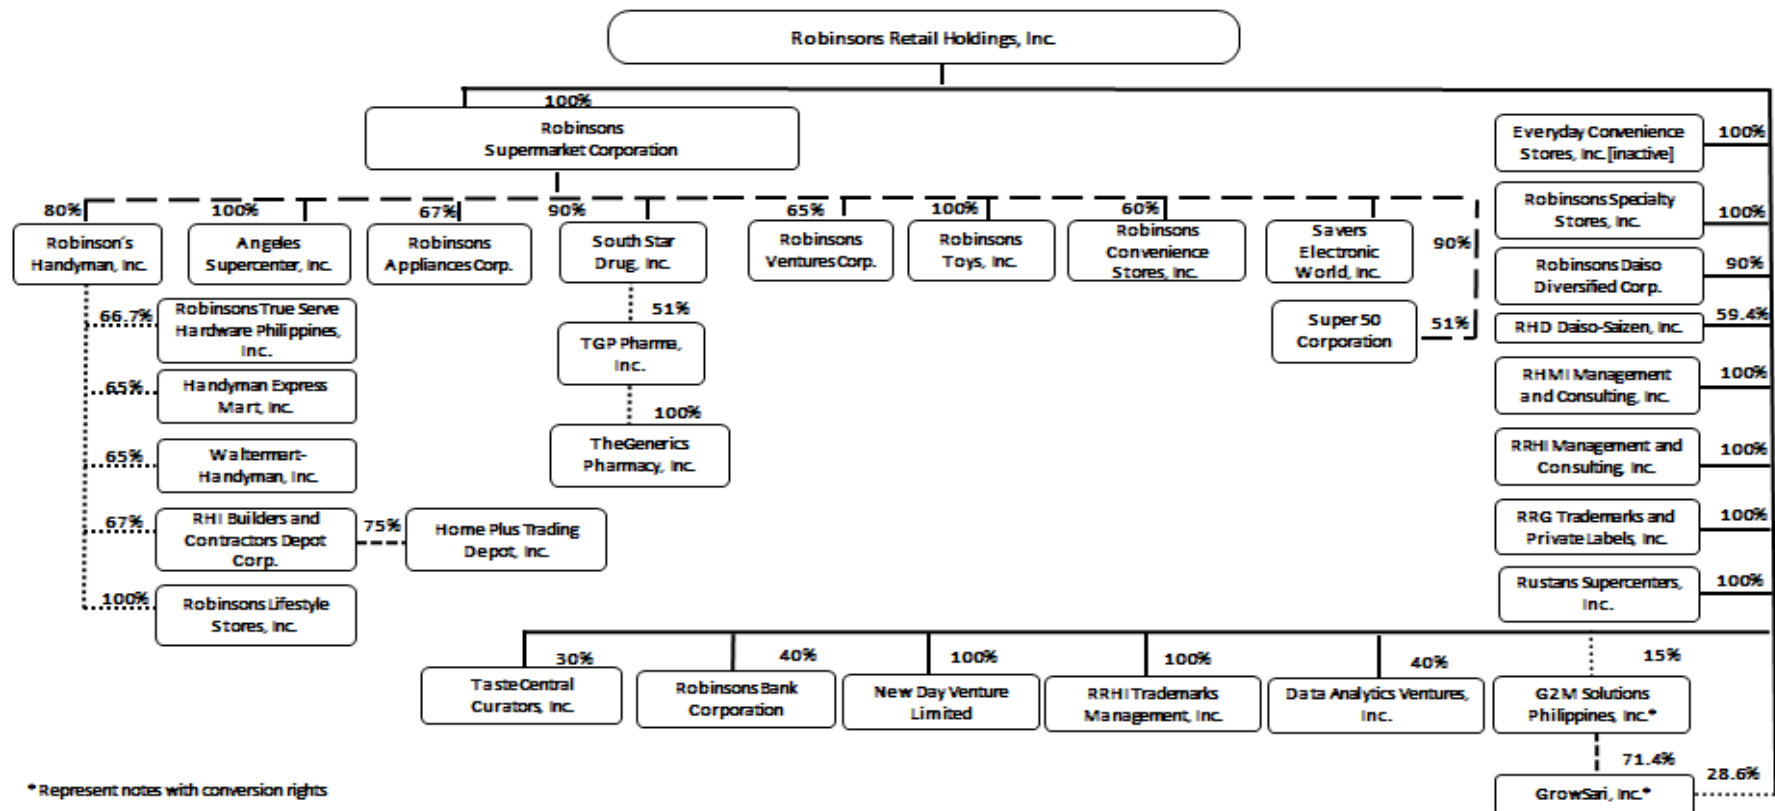 Robinsons Retail Holdings, Inc.
100%
Robinsons
Supermarket Corporation
80%
Robinson's
Handyman, Inc.
100%
Angeles
Supercenter, Inc.
67%
Robinsons
Appliances Corp.
90%
South Star
Drug, Inc.
65%
Robinsons
Ventures Corp.
100%
Robinsons
Toys, Inc.
60%
Robinsons
Convenience
Stores, Inc.
Savers
Electronic
World, Inc.
90%
Super 50
Corporation
51%
66.7%
Robinsons True Serve
Hardware Philippines,
Inc.
65%
Handyman Express
Mart, Inc.
65%
Waltermart-
Handyman, Inc.
67%
RHI Builders and
Contractors Depot
Corp.
75%
Home Plus Trading
Depot, Inc.
100%
Robinsons Lifestyle
Stores, Inc.
51%
TGP Pharma,
Inc.
100%
TheGenerics
Pharmacy, Inc.
Everyday Convenience
Stores, Inc.[inactive]
100%
Robinsons Specialty
Stores, Inc.
100%
Robinsons Daiso
Diversified Corp.
90%
RHD Daiso-Saizen, Inc.
59.4%
RHMI Management
and Consulting, Inc.
100%
RRHI Management and
Consulting, Inc.
100%
RRG Trademarks and
Private Labels, Inc.
100%
Rustans Supercenters,
Inc.
100%
30%
Taste Central
Curators, Inc.
40%
Robinsons Bank
Corporation
100%
New Day Venture
Limited
100%
RRHI Trademarks
Management, Inc.
40%
Data Analytics Ventures,
Inc.
15%
G2M Solutions
Philippines, Inc.*
71.4%
28.6%
GrowSari, Inc.*
* Represent notes with conversion rights